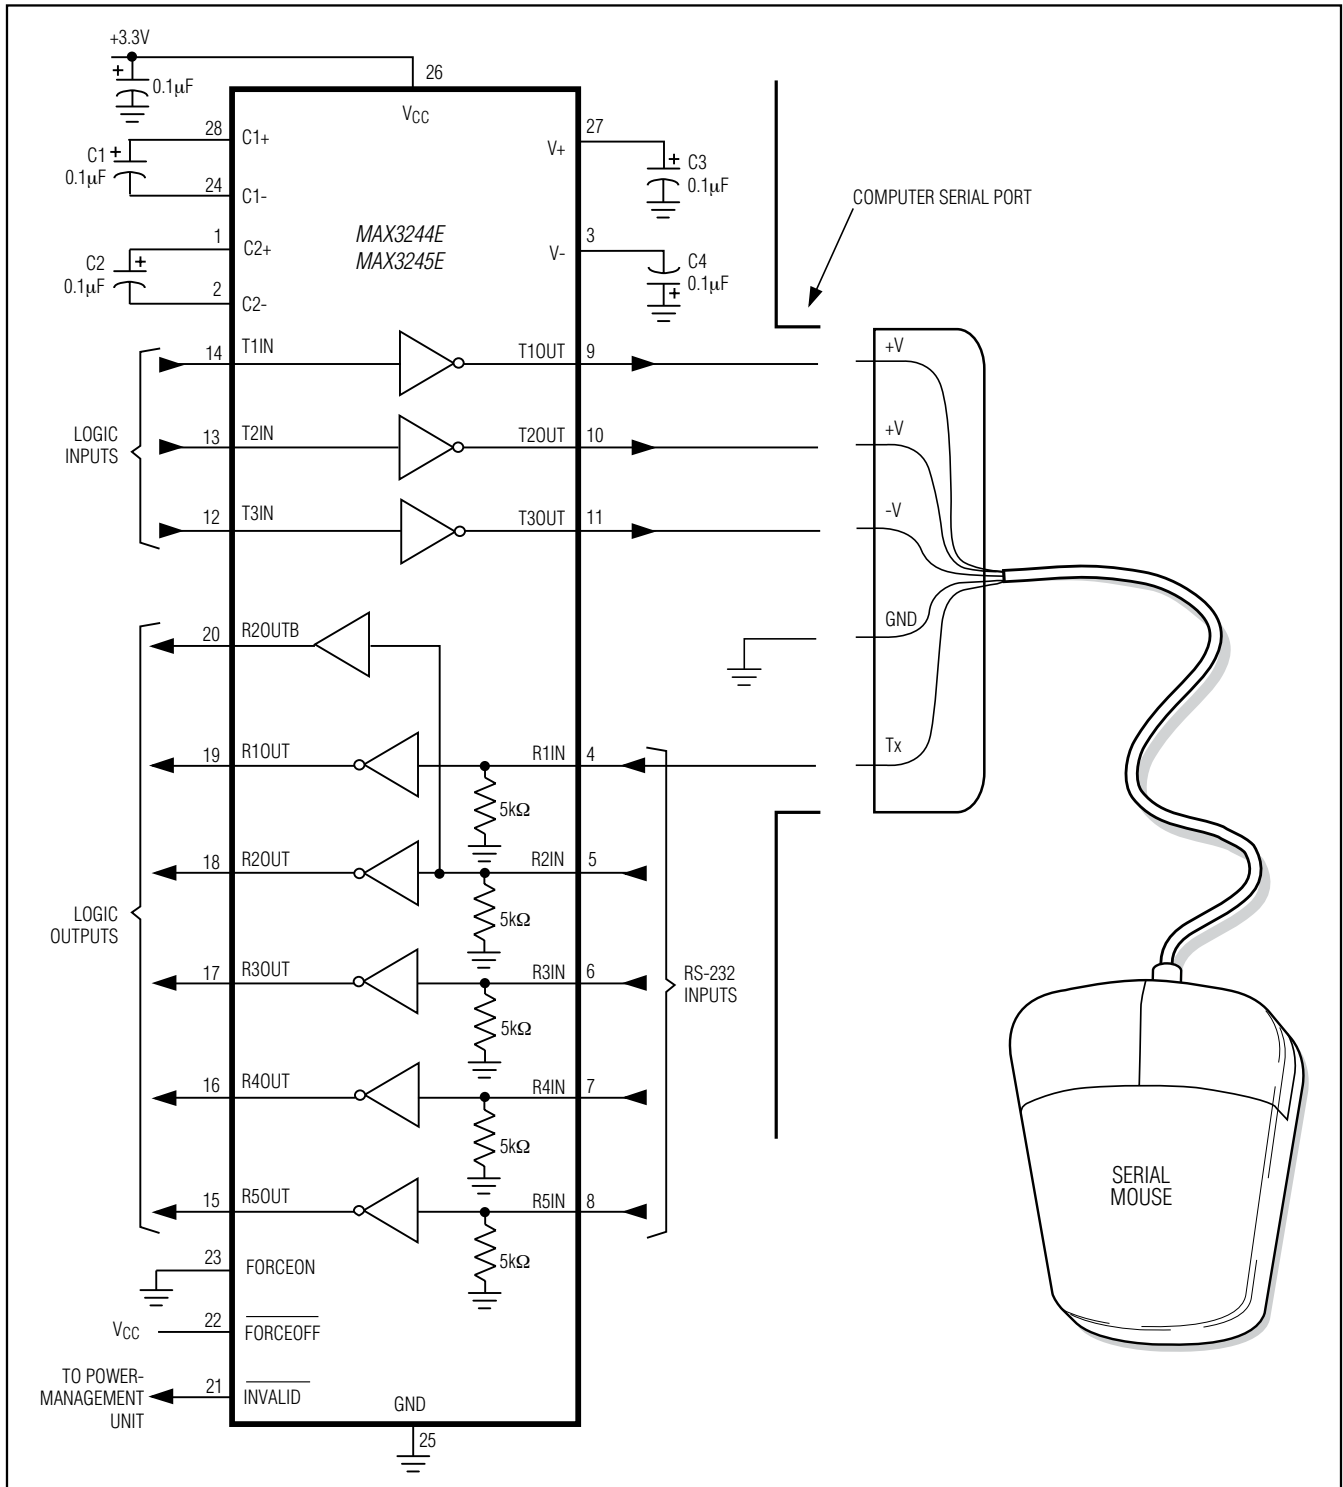 +3.3V
0.1µF
26
VCC
28
C1+
C1
0.1µF
24
C1-
27
V+
C3
0.1µF
COMPUTER SERIAL PORT
MAX3244E
MAX3245E
1
C2+
C2
0.1µF
2
C2-
3
V-
C4
0.1µF
14
T1IN
T1OUT
9
13
T2IN
T2OUT
10
12
T3IN
T3OUT
11
LOGIC
INPUTS
+V
+V
-V
GND
Tx
20
R2OUTB
19
R1OUT
R1IN
4
5kΩ
18
R2OUT
R2IN
5
5kΩ
LOGIC
OUTPUTS
17
R3OUT
R3IN
6
5kΩ
RS-232
INPUTS
16
R4OUT
R4IN
7
5kΩ
15
R5OUT
R5IN
8
5kΩ
SERIAL
MOUSE
23
FORCEON
VCC
22
FORCEOFF
TO POWER-
MANAGEMENT
UNIT
21
INVALID
GND
25